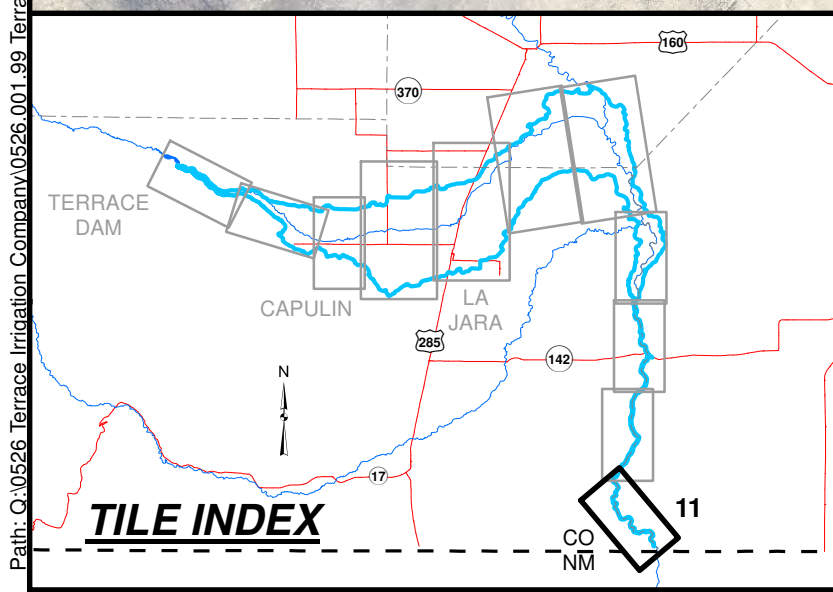 Path: Q:\0526 Terrace Irrigation Company\0526.001.99 Terra
160
370
TERRACE
DAM
CAPULIN
LA
JARA
285
142
N
17
TILE INDEX
11
CO
NM